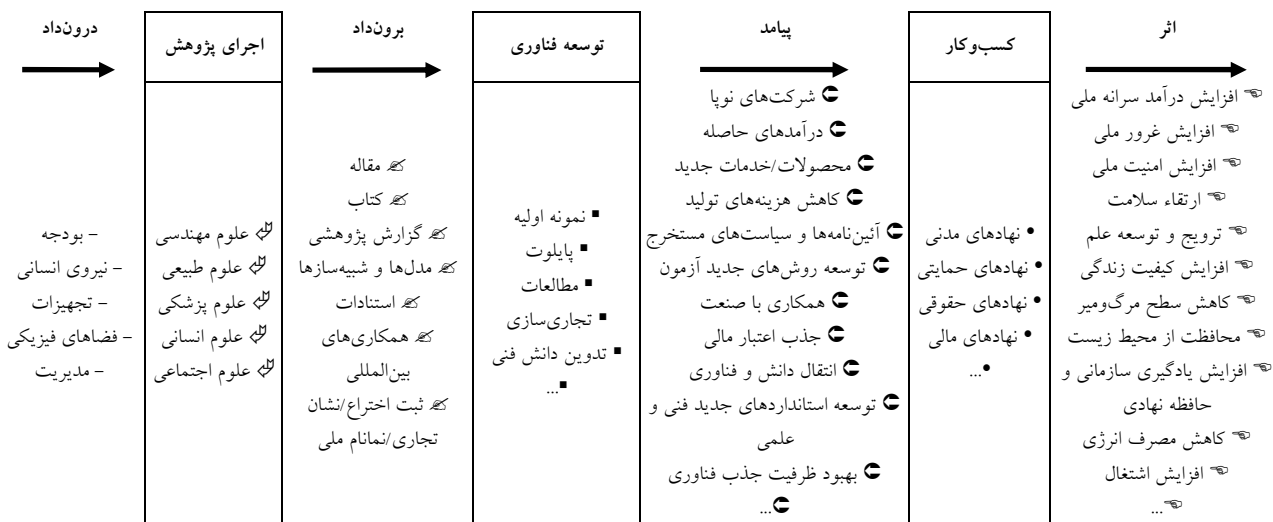 درون‌داد
– بودجه
– نیروی انسانی
– تجهیزات
– فضاهای فیزیکی
– مدیریت
اجرای پژوهش
علوم مهندسی
علوم طبیعی
علوم پزشکی
علوم انسانی
علوم اجتماعی
برون‌داد
مقاله
کتاب
گزارش پژوهشی
مدل‌ها و شبیه‌سازها
استنادات
همکاری‌های
بین‌المللی
ثبت اختراع/نشان
تجاری/نمانام ملی
توسعه فناوری
▪ نمونه اولیه
▪ پایلوت
▪ مطالعات
▪ تجاری‌سازی
▪ تدوین دانش فنی
▪ ...
پیامد
شرکت‌های نوپا
درآمدهای حاصله
محصولات/خدمات جدید
کاهش هزینه‌های تولید
آئین‌نامه‌ها و سیاست‌های مستخرج
توسعه روش‌های جدید آزمون
همکاری با صنعت
جذب اعتبار مالی
انتقال دانش و فناوری
توسعه استانداردهای جدید فنی و
علمی
بهبود ظرفیت جذب فناوری
...
کسب‌وکار
• نهادهای مدنی
• نهادهای حمایتی
• نهادهای حقوقی
• نهادهای مالی
• ...
اثر
افزایش درآمد سرانه ملی
افزایش غرور ملی
افزایش امنیت ملی
ارتقاء سلامت
ترویج و توسعه علم
افزایش کیفیت زندگی
کاهش سطح مرگ‌ومیر
محافظت از محیط زیست
افزایش یادگیری سازمانی و
حافظه نهادی
کاهش مصرف انرژی
افزایش اشتغال
...